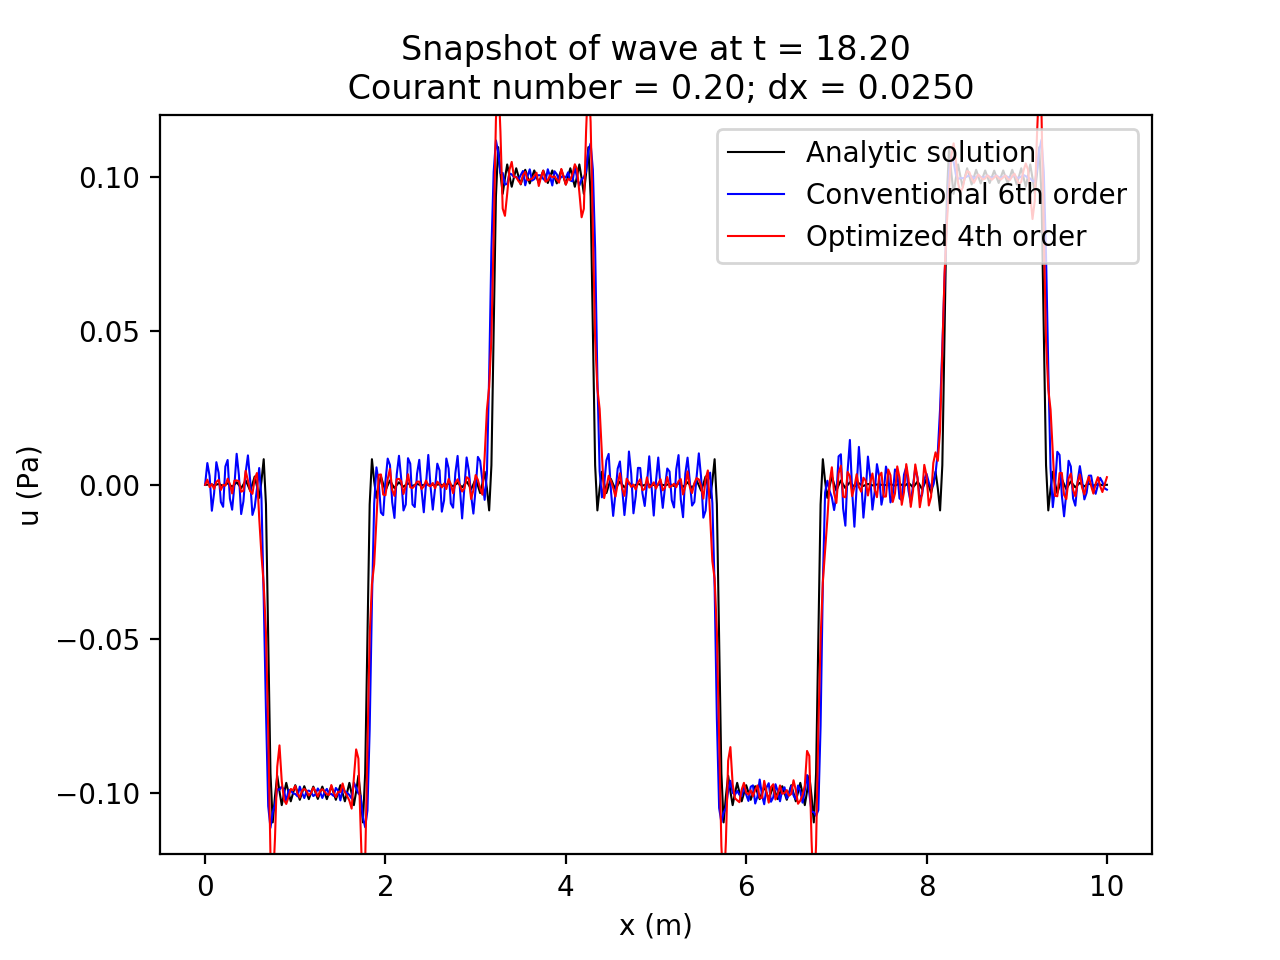 Snapshot of wave at t = 18.20
Courant number = 0.20; dx = 0.0250
Analytic solution
Conventional 6th order
Optimized 4th order
0.10
0.05
0.00
−0.05
−0.10
u (Pa)
0 2 4 6 8 10
x (m)